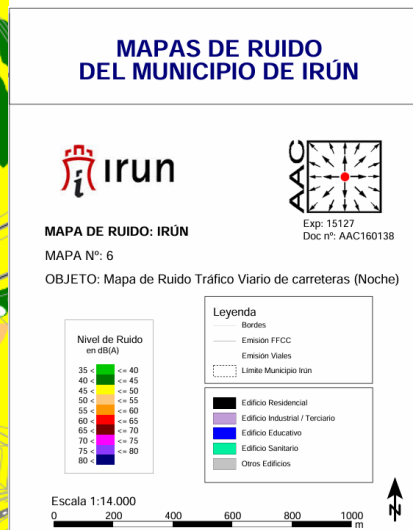 MAPAS DE RUIDO
DEL MUNICIPIO DE IRÚN
irun
AAC
Exp: 15127
Doc nº: AAC160138
MAPA DE RUIDO: IRÚN
MAPA Nº: 6
OBJETO: Mapa de Ruido Tráfico Viario de carreteras (Noche)
Nivel de Ruido
en dB(A)
35 < <= 40
40 < <= 45
45 < <= 50
50 < <= 55
55 < <= 60
60 < <= 65
65 < <= 70
70 < <= 75
75 < <= 80
80 <
Leyenda
Bordes
Emisión FFCC
Emisión Viales
Límite Municipio Irún
Edificio Residencial
Edificio Industrial / Terciario
Edificio Educativo
Edificio Sanitario
Otros Edificios
Escala 1:14.000
0 200 400 600 800 1000
m
N